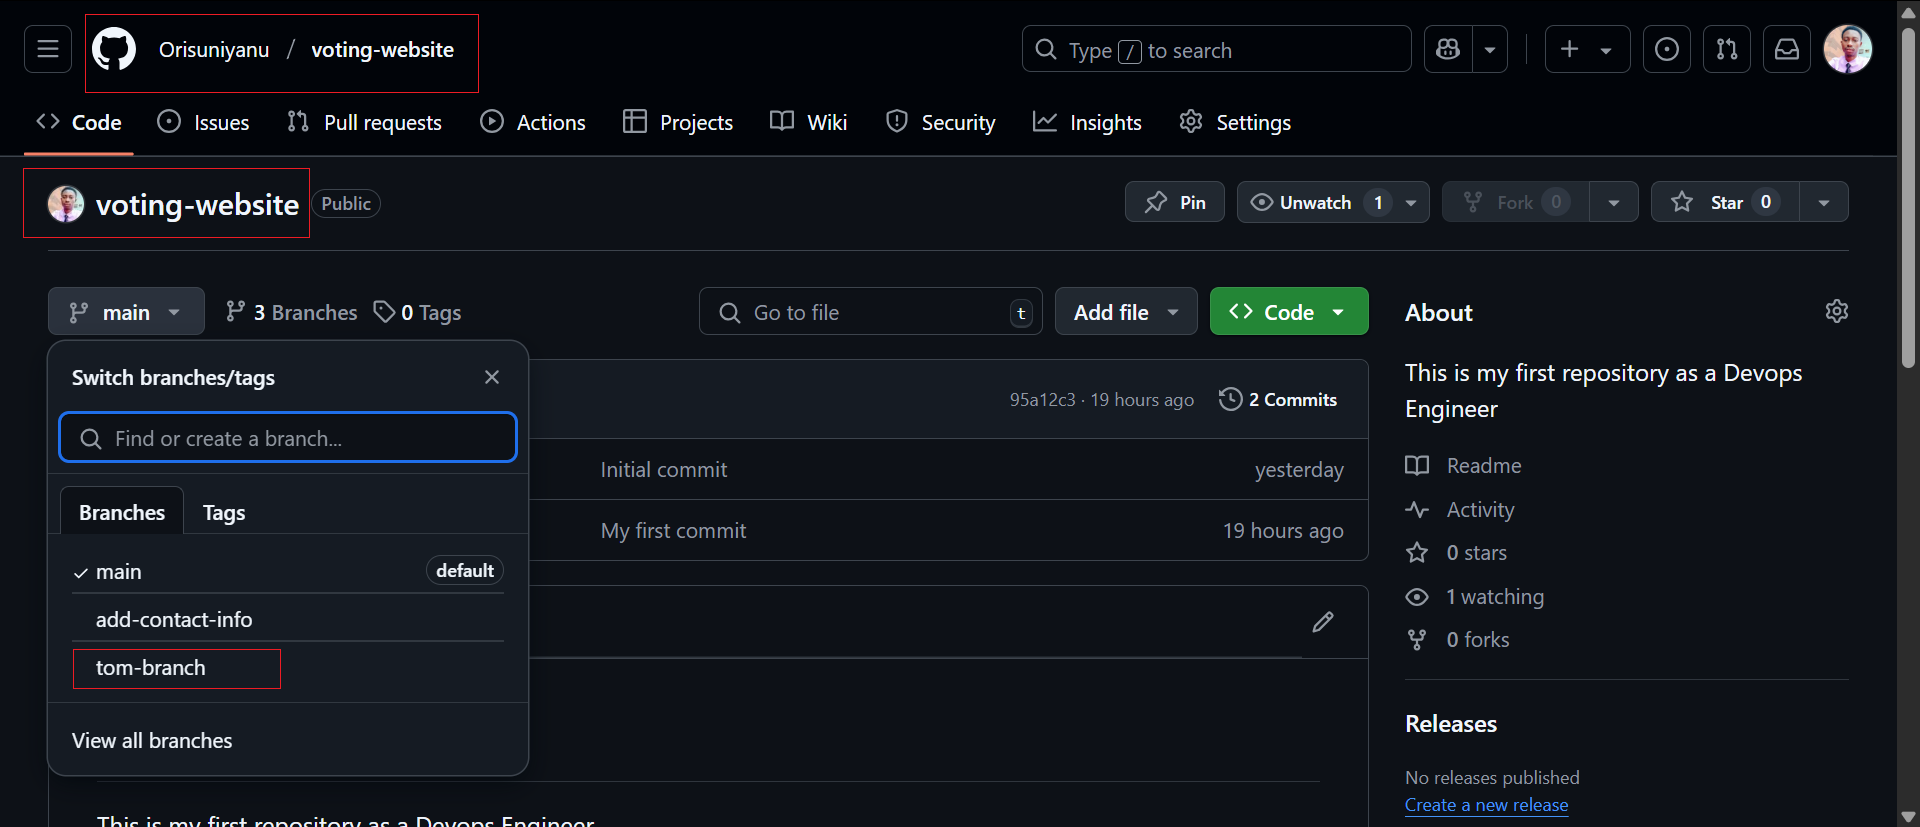 Orisuniyanu / voting-website
Type / to search
Code Issues Pull requests Actions Projects Wiki Security Insights Settings
voting-website Public
Pin Unwatch 1 Fork 0 Star 0
main 3 Branches 0 Tags Go to file t Add file Code
Switch branches/tags
Find or create a branch...
Branches Tags
main default
add-contact-info
tom-branch
View all branches
95a12c3 · 19 hours ago 2 Commits
Initial commit yesterday
My first commit 19 hours ago
This is my first repository as a Devops Engineer
About
This is my first repository as a Devops
Engineer
Readme
Activity
0 stars
1 watching
0 forks
Releases
No releases published
Create a new release